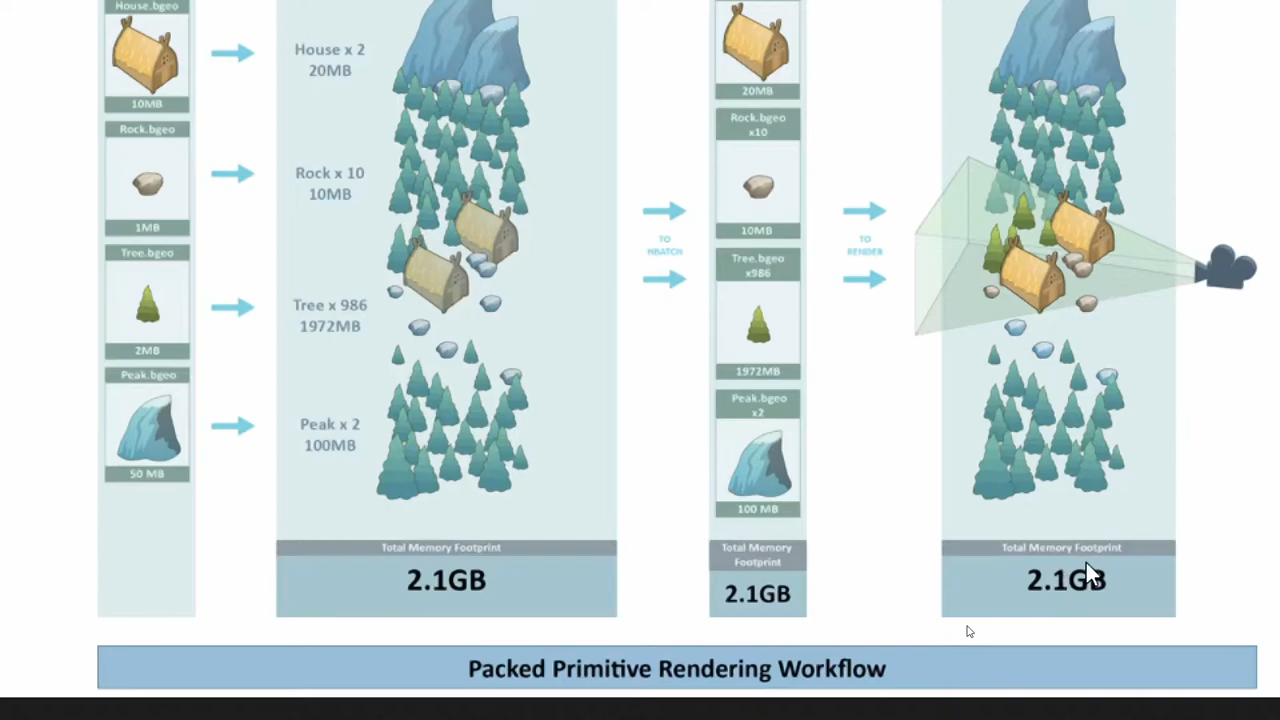 House.bgeo
10MB
Rock.bgeo
1MB
Tree.bgeo
2MB
Peak.bgeo
50 MB
House x 2
20MB
Rock x 10
10MB
Tree x 986
1972MB
Peak x 2
100MB
Total Memory Footprint
2.1GB
TO
MBATCH
20MB
Rock.bgeo
x10
10MB
Tree.bgeo
x986
1972MB
Peak.bgeo
x2
100 MB
Total Memory
Footprint
2.1GB
TO
RENDER
Total Memory Footprint
2.1GB
Packed Primitive Rendering Workflow